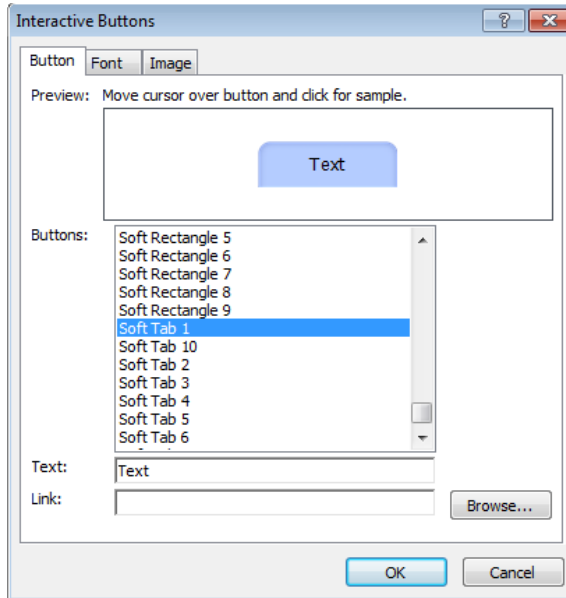 Interactive Buttons
Button Font Image
Preview: Move cursor over button and click for sample.
Text
Buttons:
Soft Rectangle 5
Soft Rectangle 6
Soft Rectangle 7
Soft Rectangle 8
Soft Rectangle 9
Soft Tab 1
Soft Tab 10
Soft Tab 2
Soft Tab 3
Soft Tab 4
Soft Tab 5
Soft Tab 6
Text: Text
Link: Browse...
OK Cancel